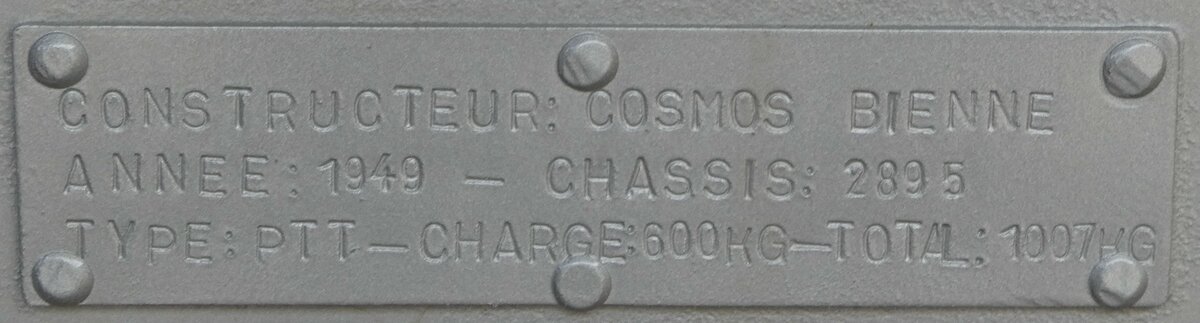 CONSTRUCTEUR: COSMOS BIENNE
ANNEE: 1949 - CHASSIS: 2895
TYPE: PTT-CHARGE:600KG-TOTAL: 1007KG